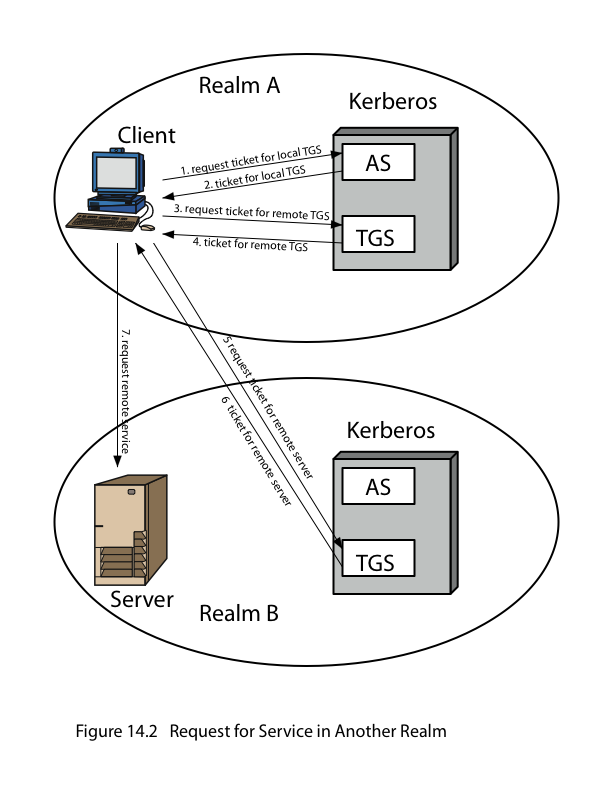 Realm A
Kerberos
Client
1. request ticket for local TGS
AS
2. ticket for local TGS
3. request ticket for remote TGS
TGS
4. ticket for remote TGS
5 request ticket for remote server
6 ticket for remote server
7. request remote service
Kerberos
AS
TGS
Server
Realm B
Figure 14.2 Request for Service in Another Realm